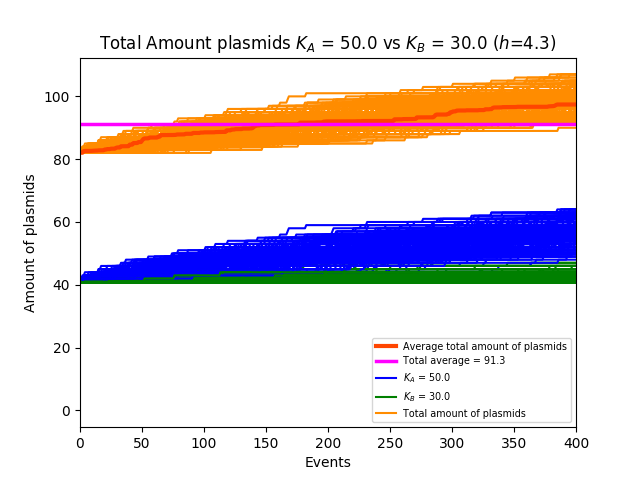 Total Amount plasmids K_A = 50.0 vs K_B = 30.0 (h=4.3)
Amount of plasmids
100
80
60
40
20
0
Average total amount of plasmids
Total average = 91.3
K_A = 50.0
K_B = 30.0
Total amount of plasmids
0 50 100 150 200 250 300 350 400
Events